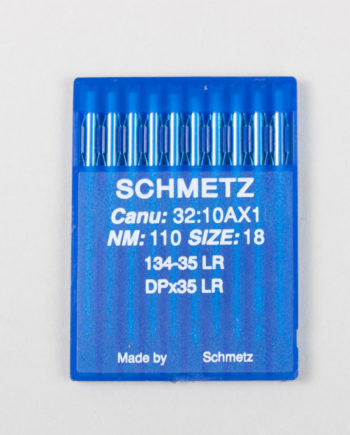 SCHMETZ
Canu: 32:10AX1
NM: 110 SIZE: 18
134-35 LR
DPx35 LR
Made by Schmetz